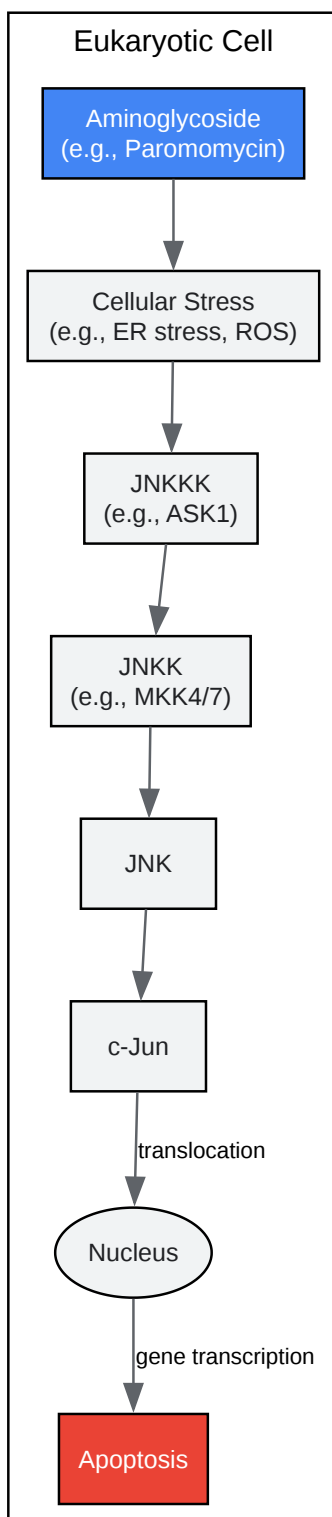 Eukaryotic Cell
Aminoglycoside
(e.g., Paromomycin)
Cellular Stress
(e.g., ER stress, ROS)
JNKKK
(e.g., ASK1)
JNKK
(e.g., MKK4/7)
JNK
c-Jun
translocation
Nucleus
gene transcription
Apoptosis